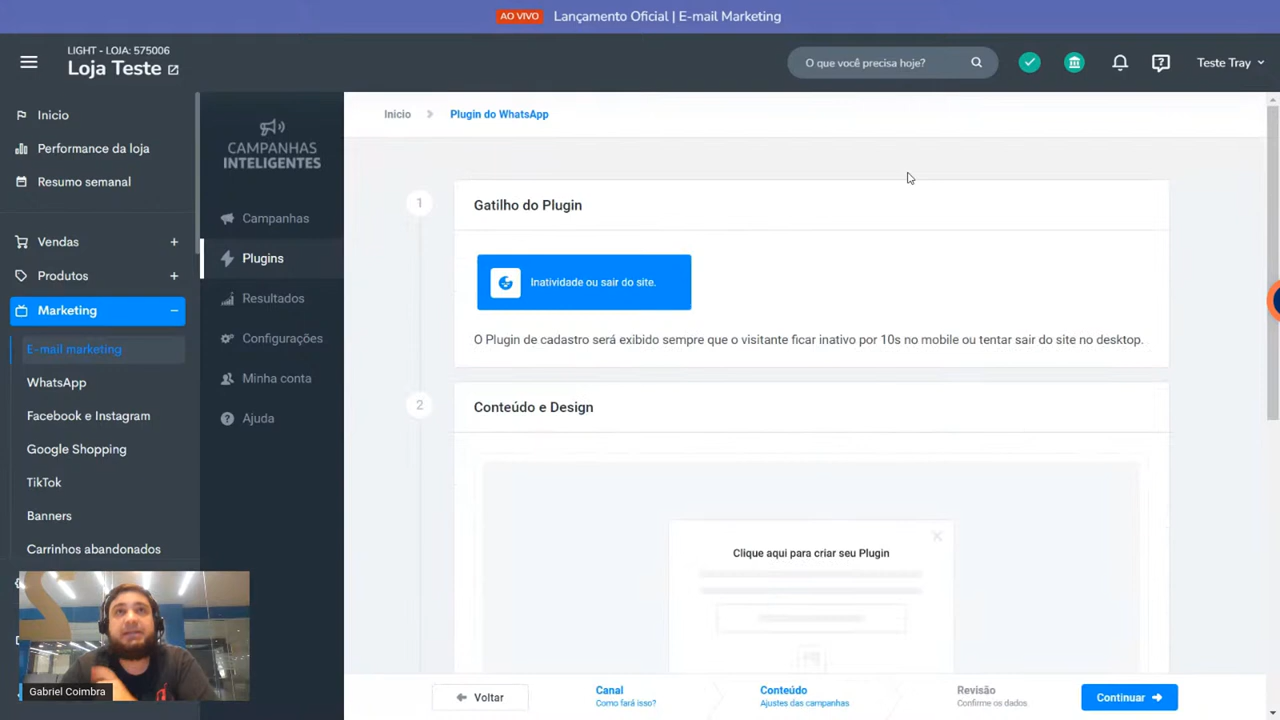 AO VIVO Lançamento Oficial | E-mail Marketing
LIGHT - LOJA: 575006
Loja Teste
O que você precisa hoje?
Teste Tray
Inicio
Performance da loja
Resumo semanal
Vendas
Produtos
Marketing
E-mail marketing
WhatsApp
Facebook e Instagram
Google Shopping
TikTok
Banners
Carrinhos abandonados
Gabriel Coimbra
CAMPANHAS
INTELIGENTES
Campanhas
Plugins
Resultados
Configurações
Minha conta
Ajuda
Inicio
Plugin do WhatsApp
1
Gatilho do Plugin
Inatividade ou sair do site.
O Plugin de cadastro será exibido sempre que o visitante ficar inativo por 10s no mobile ou tentar sair do site no desktop.
2
Conteúdo e Design
Clique aqui para criar seu Plugin
Voltar
Canal
Como fará isso?
Conteúdo
Ajustes das campanhas
Revisão
Confirme os dados
Continuar